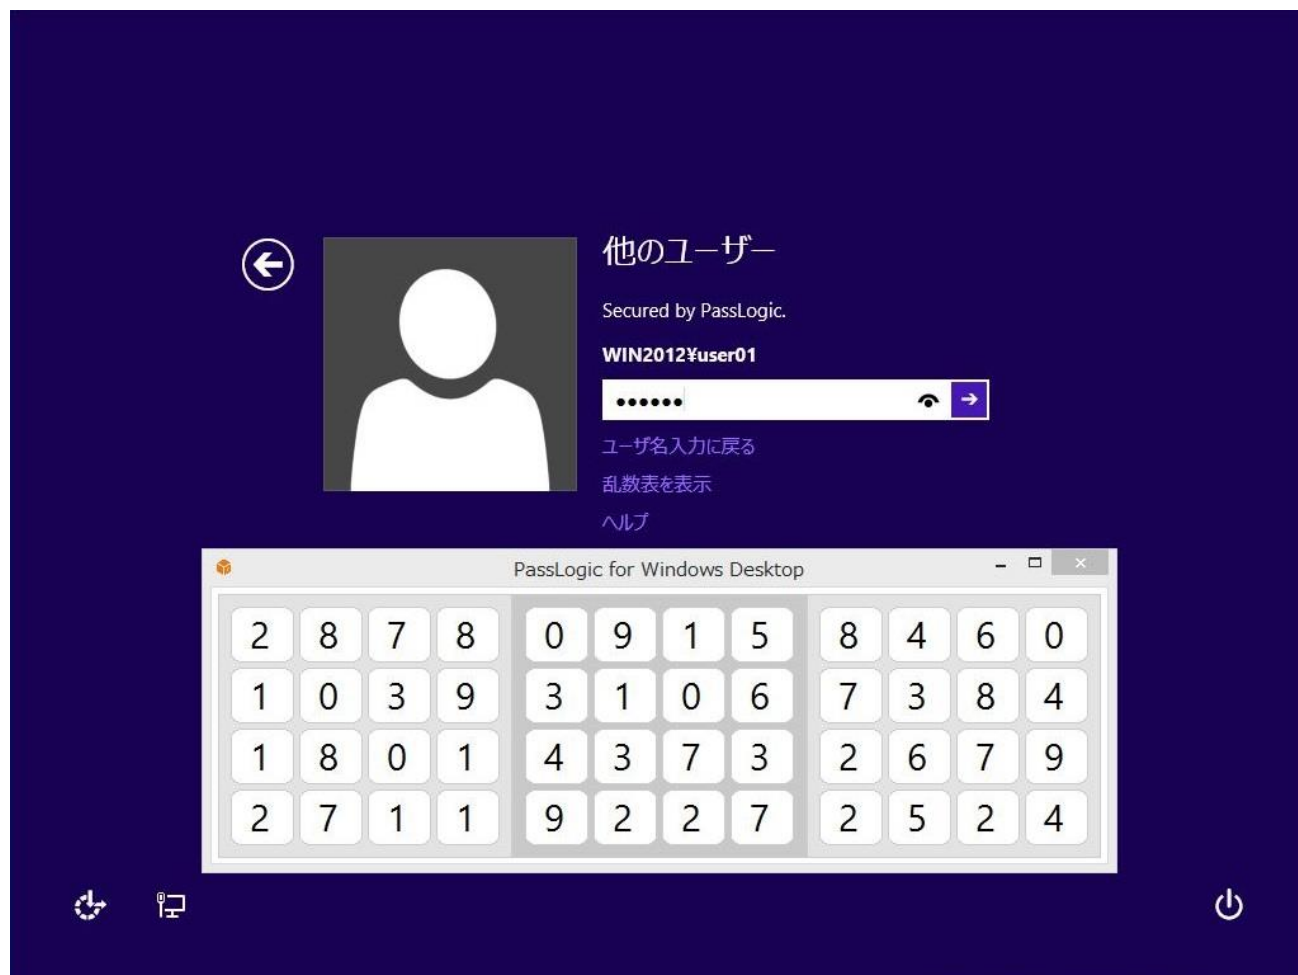 他のユーザー
Secured by PassLogic.
WIN2012¥user01
••••••
ユーザ名入力に戻る
乱数表を表示
ヘルプ
PassLogic for Windows Desktop
2 8 7 8 0 9 1 5 8 4 6 0
1 0 3 9 3 1 0 6 7 3 8 4
1 8 0 1 4 3 7 3 2 6 7 9
2 7 1 1 9 2 2 7 2 5 2 4